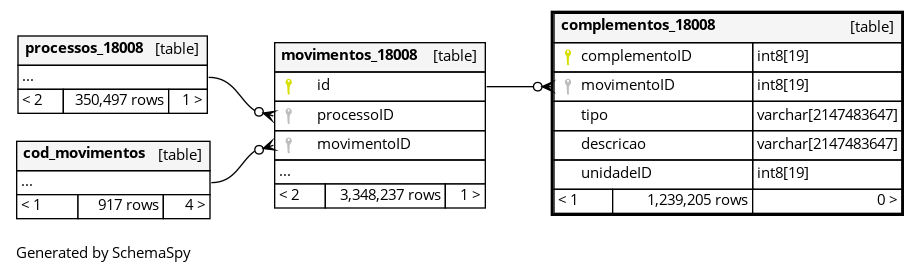 processos_18008 [table]
...
< 2 350,497 rows 1 >
cod_movimentos [table]
...
< 1 917 rows 4 >
movimentos_18008 [table]
id
processoID
movimentoID
...
< 2 3,348,237 rows 1 >
complementos_18008 [table]
complementoID int8[19]
movimentoID int8[19]
tipo varchar[2147483647]
descricao varchar[2147483647]
unidadeID int8[19]
< 1 1,239,205 rows 0 >
Generated by SchemaSpy